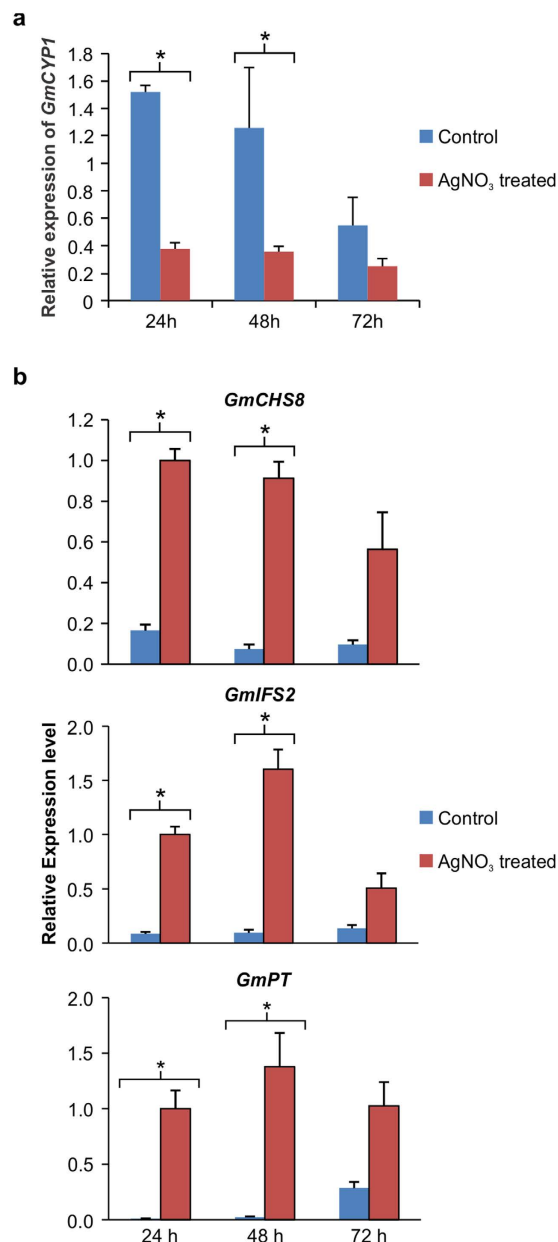 a
Relative expression of GmCYP1
*
*
1.8
1.6
1.4
1.2
1
0.8
0.6
0.4
0.2
0
24h
48h
72h
Control
AgNO₃ treated
b
GmCHS8
*
*
1.2
1.0
0.8
0.6
0.4
0.2
0.0
GmIFS2
*
*
2.0
1.5
1.0
0.5
0.0
Relative Expression level
Control
AgNO₃ treated
GmPT
*
*
2.0
1.5
1.0
0.5
0.0
24 h
48 h
72 h